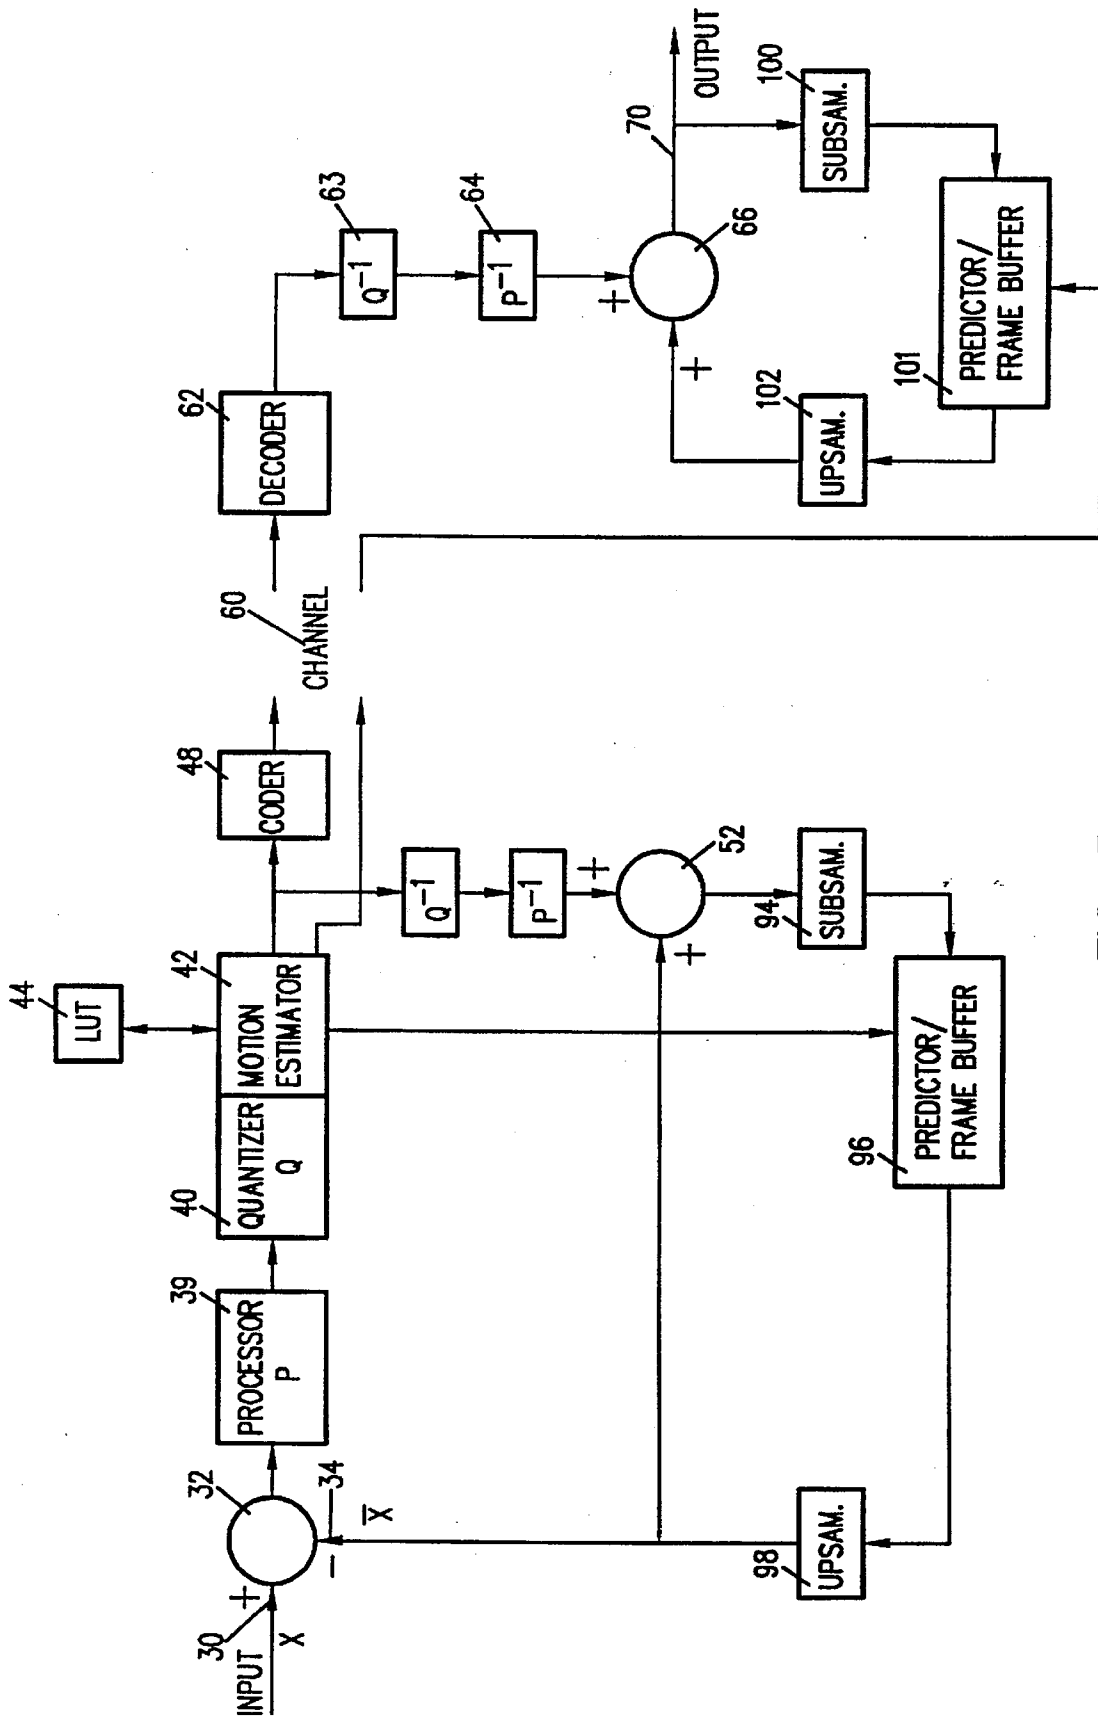 INPUT
30
X
+
32
−
34
X̄
PROCESSOR
P
39
QUANTIZER
Q
40
MOTION
ESTIMATOR
42
LUT
44
CODER
48
CHANNEL
60
DECODER
62
Q⁻¹
P⁻¹
+
+
52
SUBSAM.
94
PREDICTOR/
FRAME BUFFER
96
UPSAM.
98
Q⁻¹
63
P⁻¹
64
+
+
66
70
OUTPUT
SUBSAM.
100
PREDICTOR/
FRAME BUFFER
101
UPSAM.
102